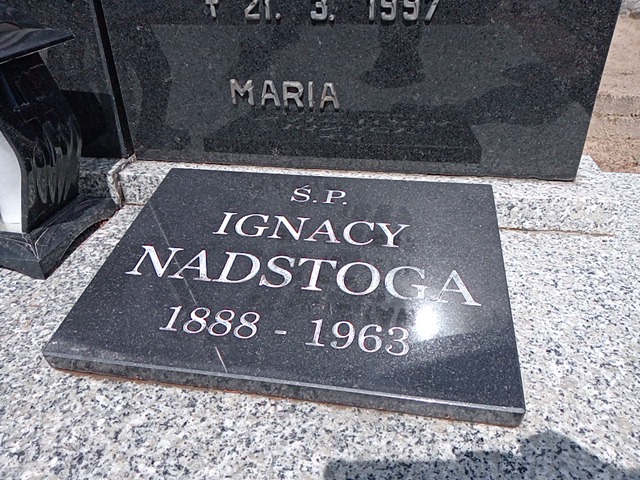 ✝ 21. 3. 1997
MARIA
Ś.P.
IGNACY
NADSTOGA
1888 - 1963